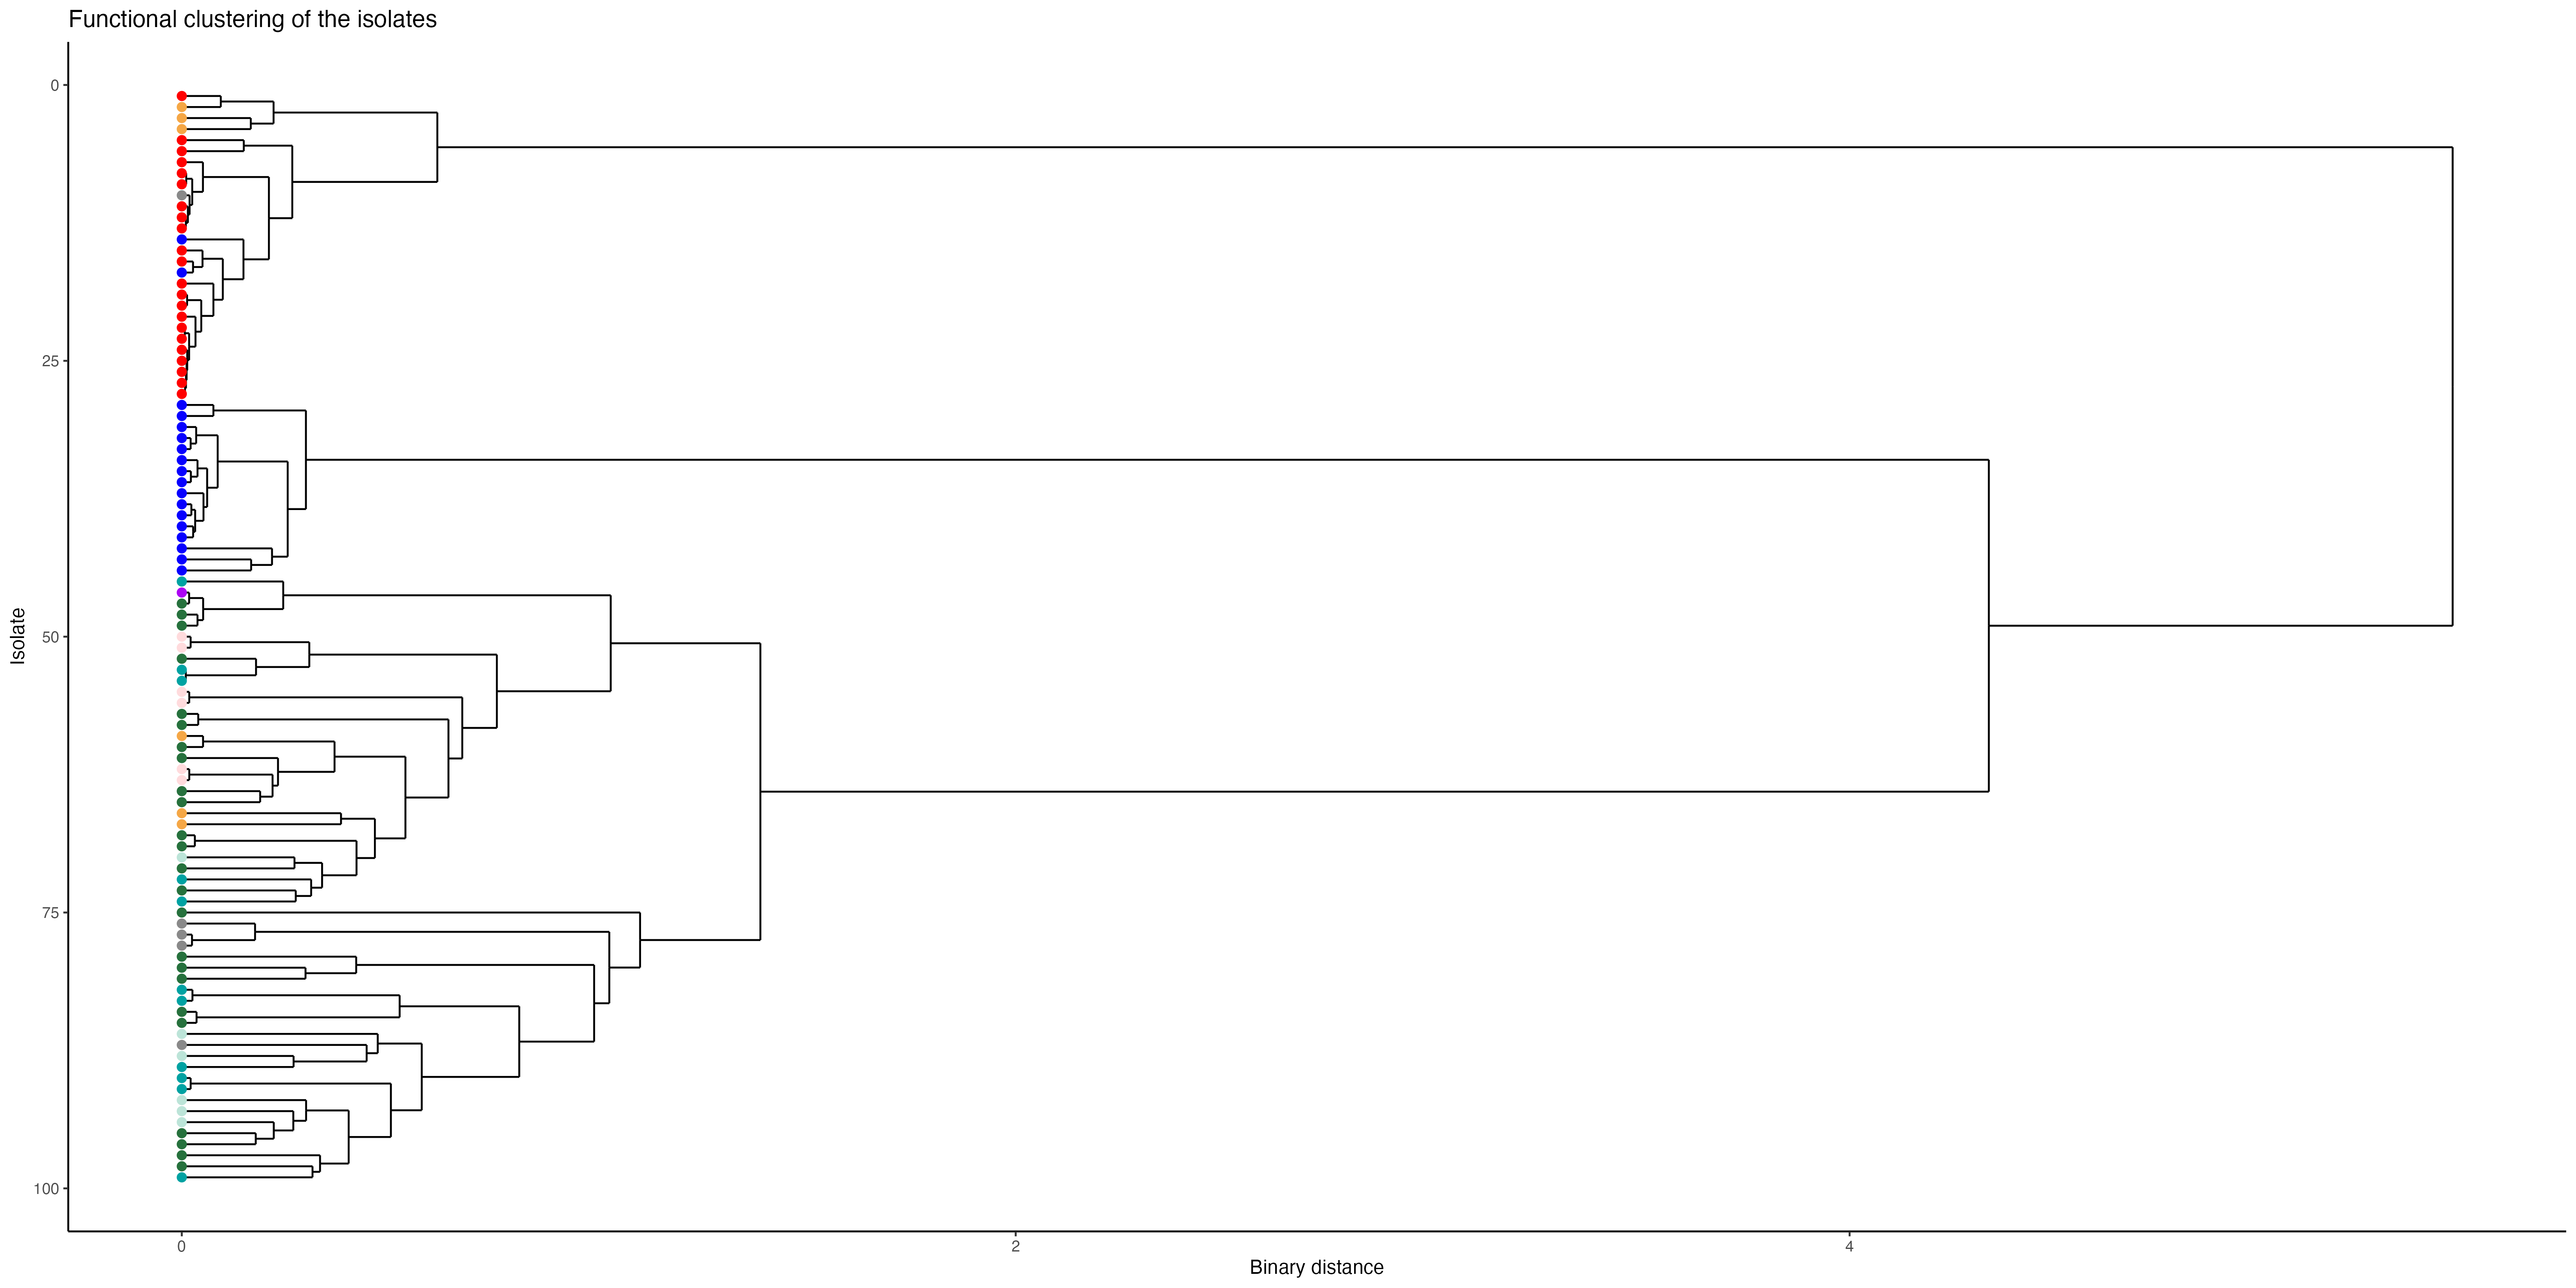 Functional clustering of the isolates
0
25
50
75
100
Isolate
0
2
4
Binary distance